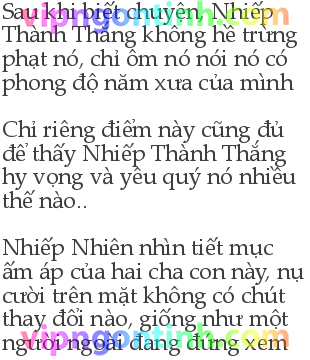 Sau khi biết chuyện, Nhiếp
vipngontinh.com
Thành Thắng không hề trừng
phạt nó, chỉ ôm nó nói nó có
phong độ năm xưa của mình
Chỉ riêng điểm này cũng đủ
để thấy Nhiếp Thành Thắng
hy vọng và yêu quý nó nhiều
thế nào..
Nhiếp Nhiên nhìn tiết mục
ấm áp của hai cha con này, nụ
cười trên mặt không có chút
thay đổi nào, giống như một
vipngontinh.com
người ngoài đang đứng xem